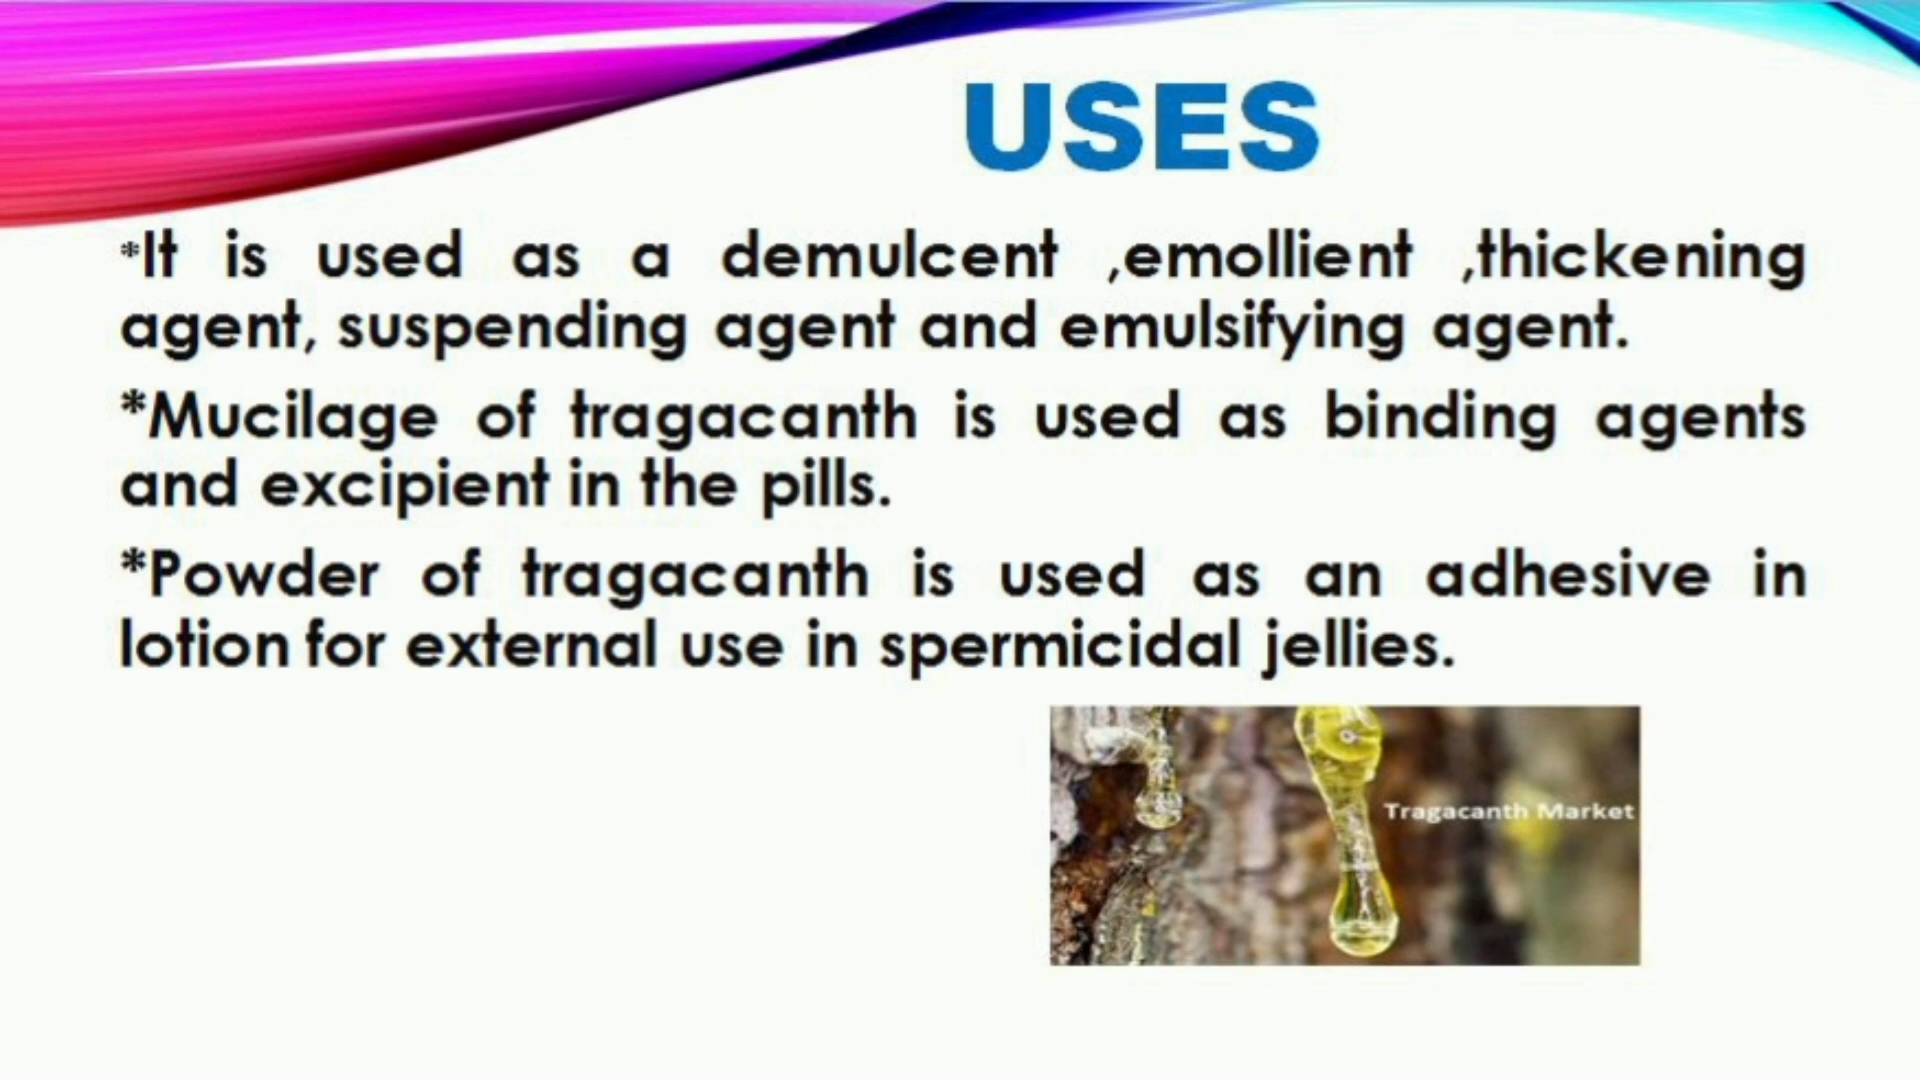 USES
*It is used as a demulcent ,emollient ,thickening
agent, suspending agent and emulsifying agent.
*Mucilage of tragacanth is used as binding agents
and excipient in the pills.
*Powder of tragacanth is used as an adhesive in
lotion for external use in spermicidal jellies.
Tragacanth Market